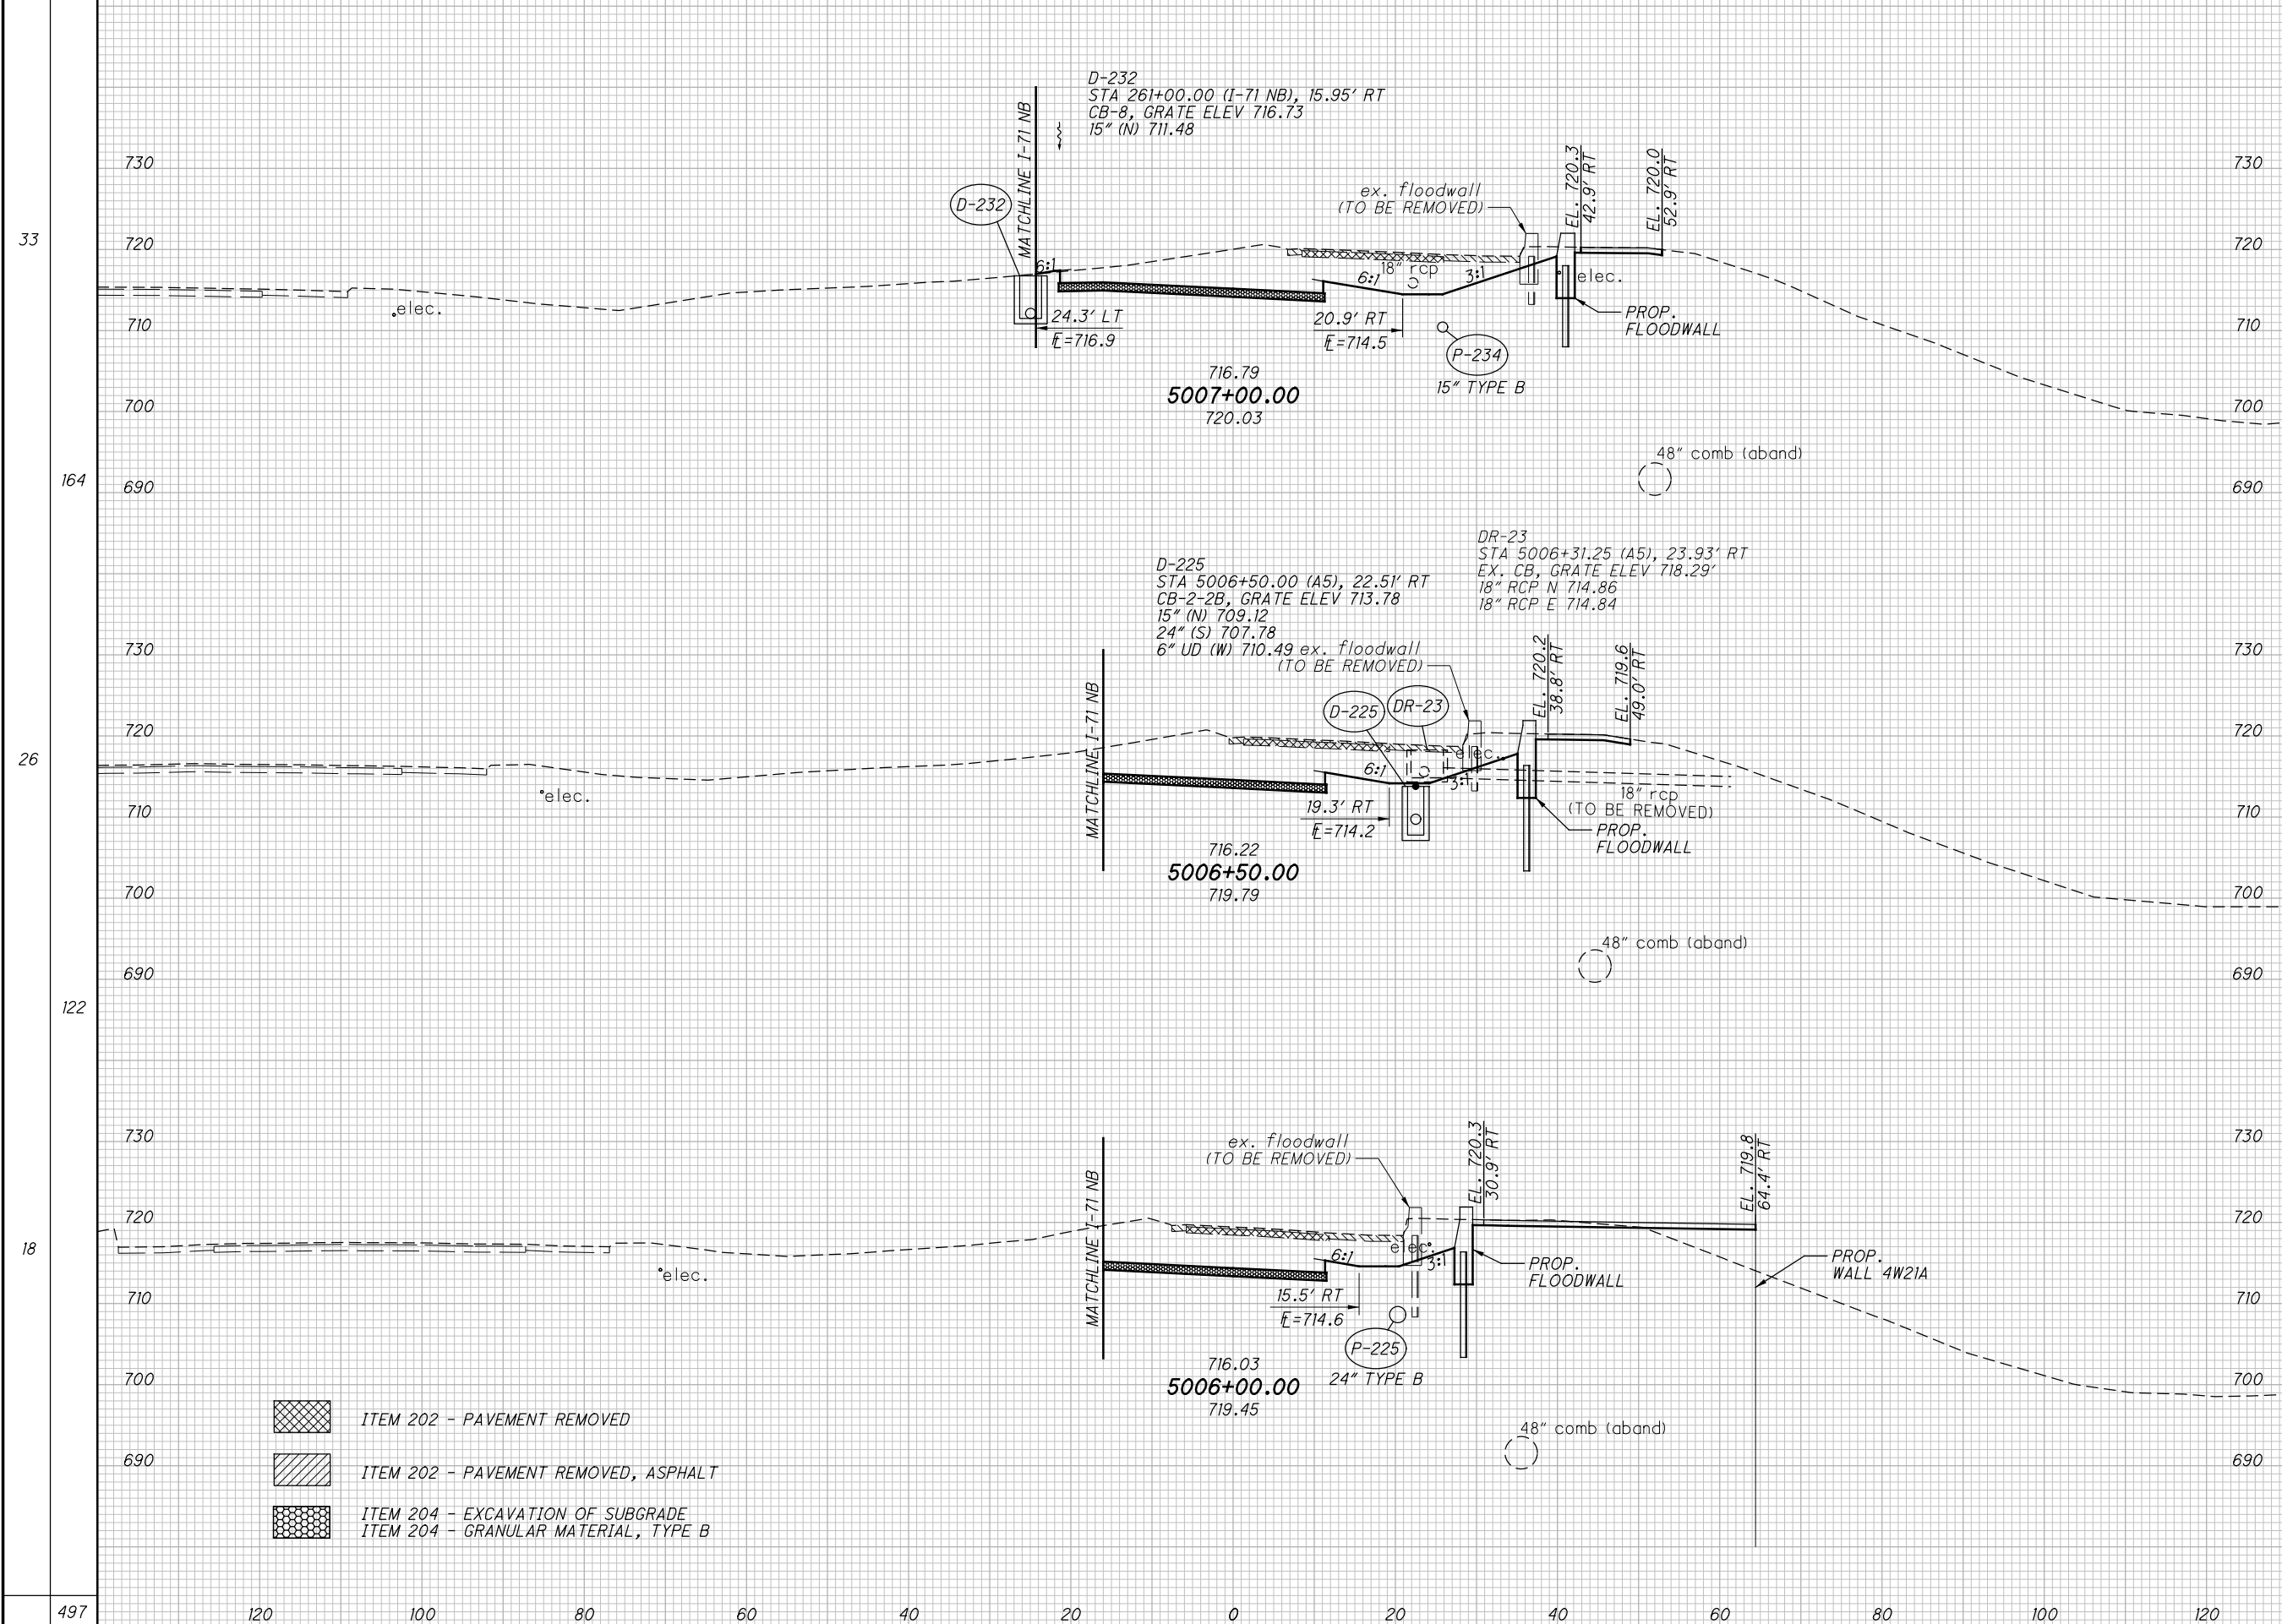 D-232
STA 261+00.00 (I-71 NB), 15.95' RT
CB-8, GRATE ELEV 716.73
15" (N) 711.48
MATCHLINE I-71 NB
D-232
730
730
ex. floodwall
(TO BE REMOVED)
EL. 720.3
42.9' RT
EL. 720.0
52.9' RT
33
720
720
6:1
6:1
18" rcp
3:1
elec.
elec.
710
710
24.3' LT
FL=716.9
20.9' RT
FL=714.5
PROP.
FLOODWALL
P-234
15" TYPE B
716.79
5007+00.00
720.03
700
700
48" comb (aband)
164
690
690
DR-23
STA 5006+31.25 (A5), 23.93' RT
EX. CB, GRATE ELEV 718.29'
18" RCP N 714.86
18" RCP E 714.84
D-225
STA 5006+50.00 (A5), 22.51' RT
CB-2-2B, GRATE ELEV 713.78
15" (N) 709.12
24" (S) 707.78
6" UD (W) 710.49
ex. floodwall
(TO BE REMOVED)
730
730
MATCHLINE I-71 NB
D-225
DR-23
EL. 720.2
38.8' RT
EL. 719.6
49.0' RT
26
720
720
elec.
6:1
3:1
elec.
18" rcp
(TO BE REMOVED)
710
710
19.3' RT
FL=714.2
PROP.
FLOODWALL
716.22
5006+50.00
719.79
700
700
48" comb (aband)
690
690
122
730
730
ex. floodwall
(TO BE REMOVED)
MATCHLINE I-71 NB
EL. 720.3
30.9' RT
EL. 719.8
64.4' RT
18
720
720
elec.
6:1
3:1
elec.
PROP.
FLOODWALL
PROP.
WALL 4W21A
710
710
15.5' RT
FL=714.6
P-225
24" TYPE B
716.03
5006+00.00
719.45
700
700
48" comb (aband)
690
690
ITEM 202 - PAVEMENT REMOVED
ITEM 202 - PAVEMENT REMOVED, ASPHALT
ITEM 204 - EXCAVATION OF SUBGRADE
ITEM 204 - GRANULAR MATERIAL, TYPE B
497
120 100 80 60 40 20 0 20 40 60 80 100 120